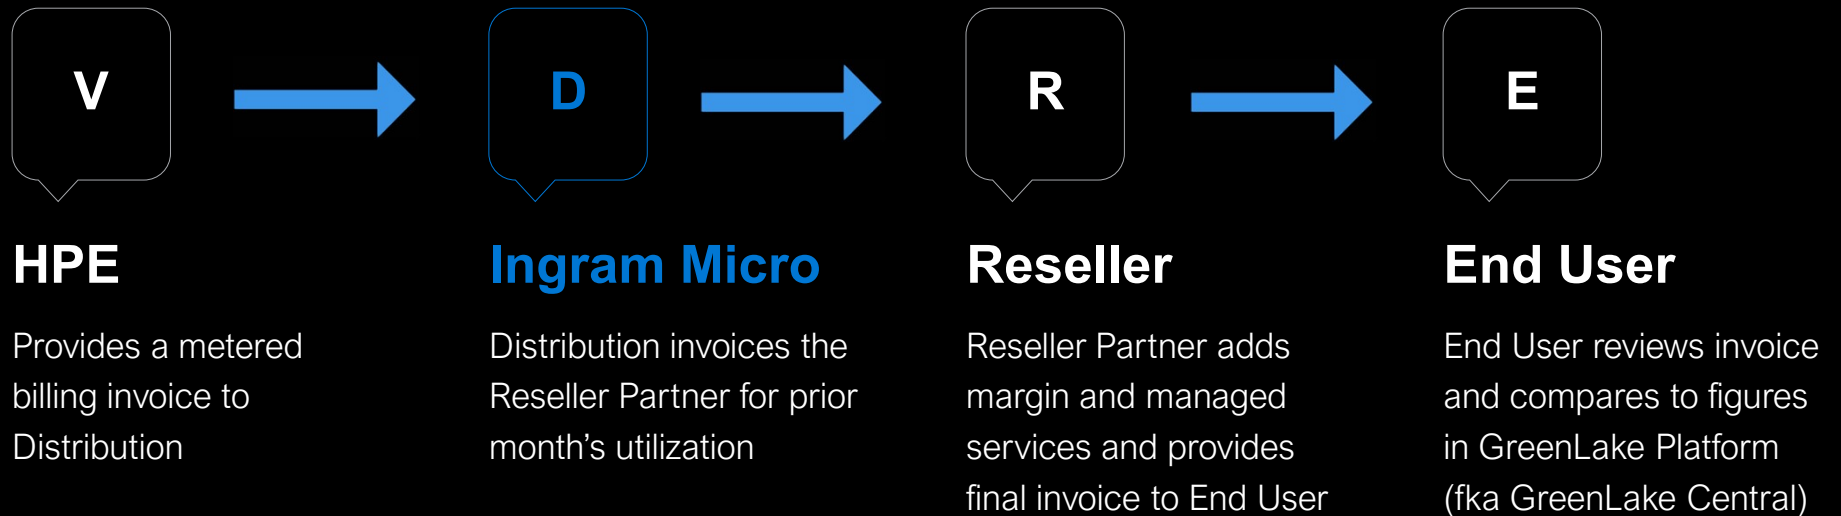 V
D
R
E
HPE
Provides a metered
billing invoice to
Distribution
Ingram Micro
Distribution invoices the
Reseller Partner for prior
month’s utilization
Reseller
Reseller Partner adds
margin and managed
services and provides
final invoice to End User
End User
End User reviews invoice
and compares to figures
in GreenLake Platform
(fka GreenLake Central)